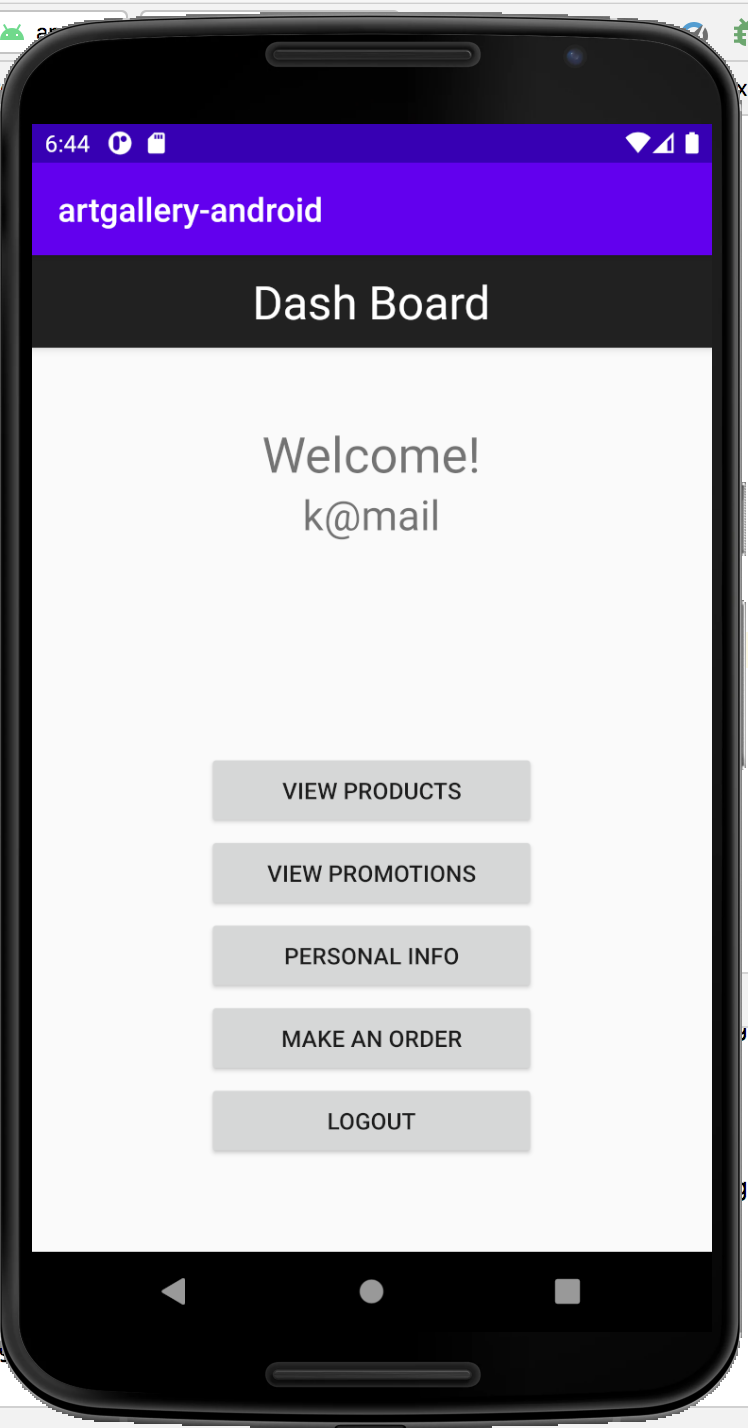 6:44
artgallery-android
Dash Board
Welcome!
k@mail
VIEW PRODUCTS
VIEW PROMOTIONS
PERSONAL INFO
MAKE AN ORDER
LOGOUT